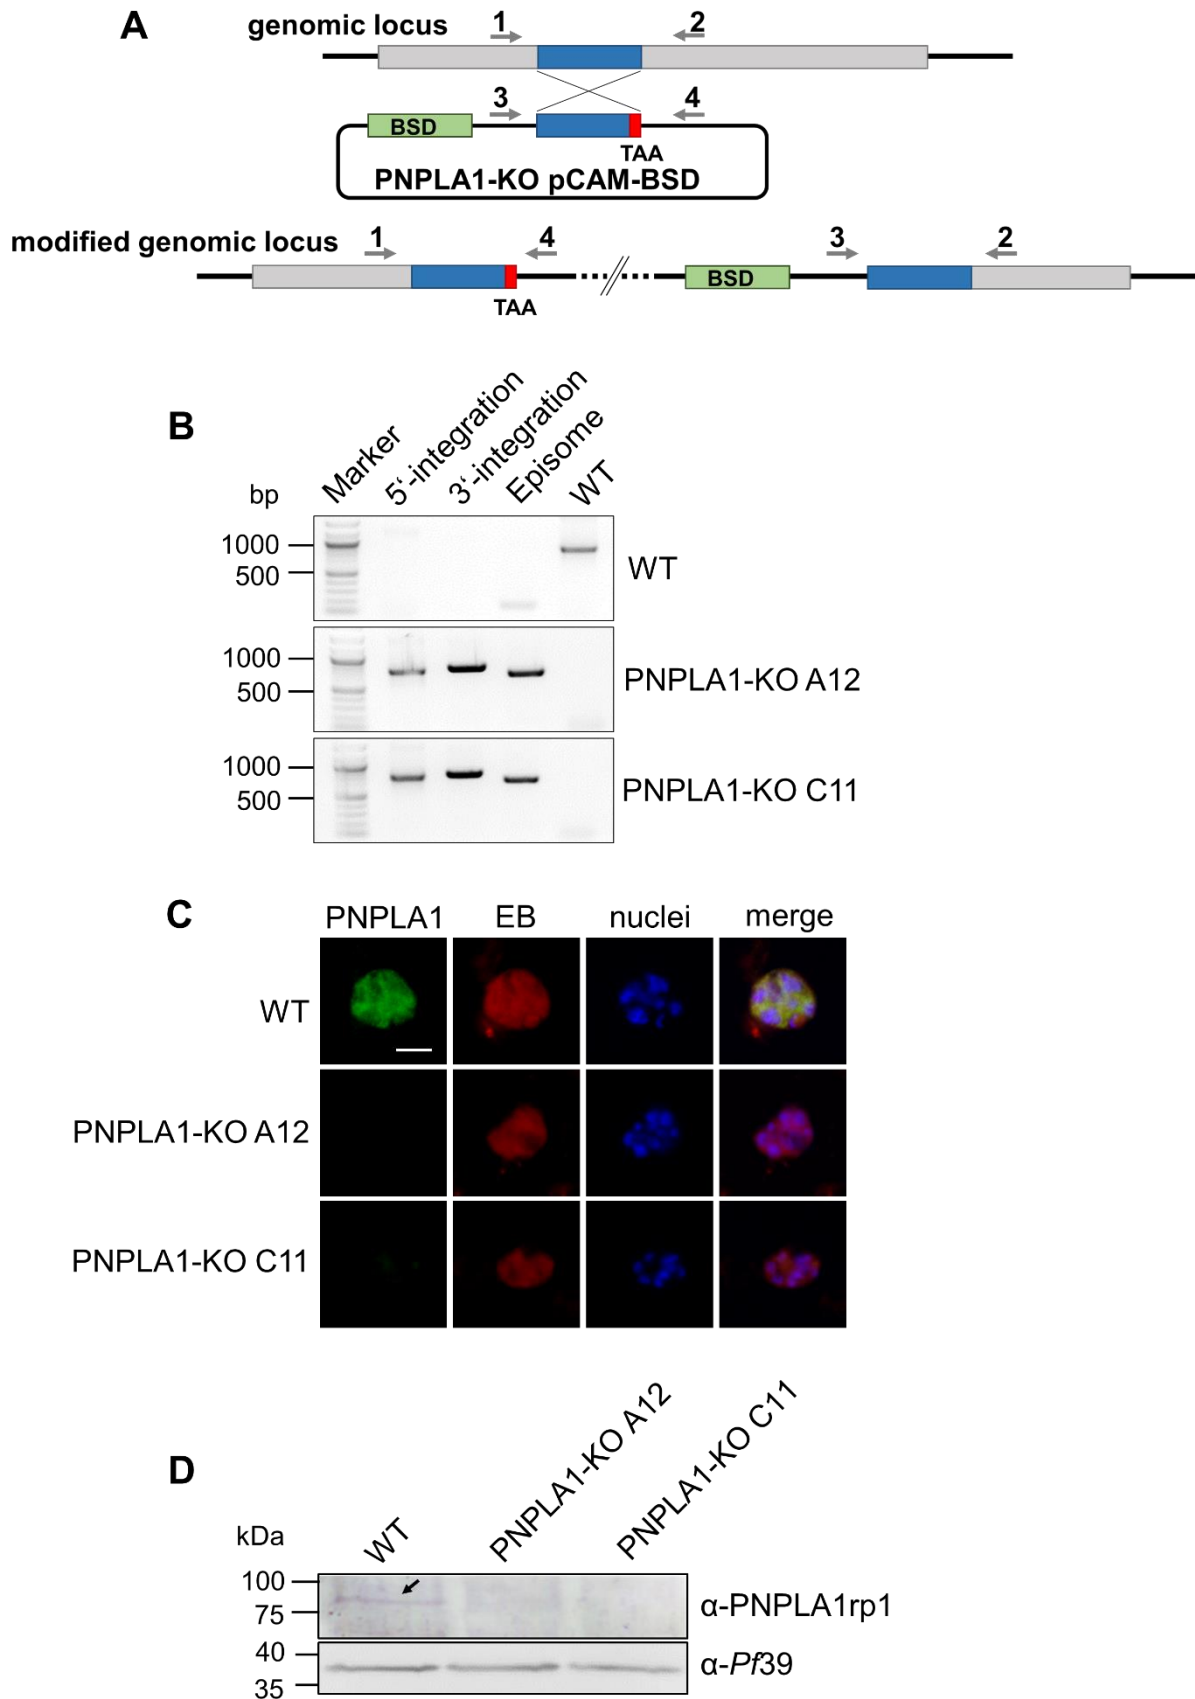 A
genomic locus
1
2
3
4
BSD
TAA
PNPLA1-KO pCAM-BSD
modified genomic locus
1
4
3
2
BSD
TAA
B
bp
Marker
5‘-integration
3‘-integration
Episome
WT
1000
500
WT
1000
500
PNPLA1-KO A12
1000
500
PNPLA1-KO C11
C
PNPLA1 EB nuclei merge
WT
PNPLA1-KO A12
PNPLA1-KO C11
D
kDa
WT
PNPLA1-KO A12
PNPLA1-KO C11
100
75
α-PNPLA1rp1
40
35
α-Pf39